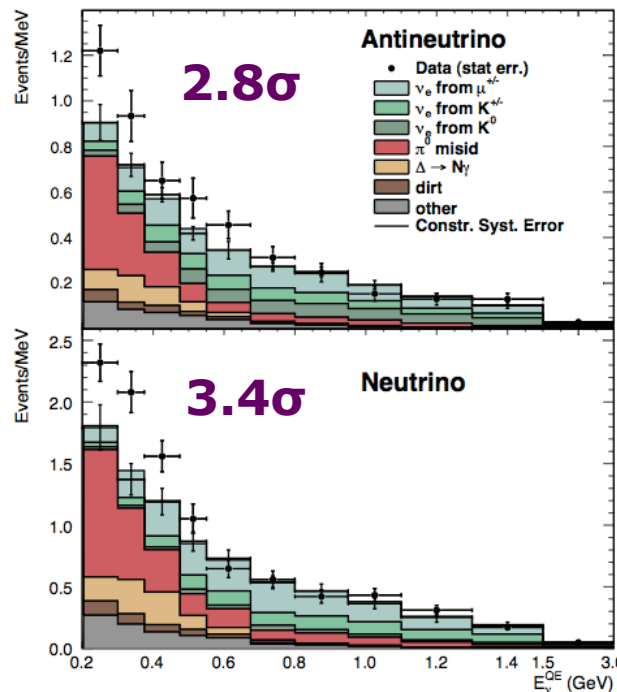 Events/MeV
1.2
1.0
0.8
0.6
0.4
0.2
2.8σ
Antineutrino
Data (stat err.)
νe from μ+/-
νe from K+/-
νe from K0
π0 misid
Δ → Nγ
dirt
other
Constr. Syst. Error
Events/MeV
2.5
2.0
1.5
1.0
0.5
0.0
3.4σ
Neutrino
0.2 0.4 0.6 0.8 1.0 1.2 1.4 1.5 3.0
EνQE (GeV)